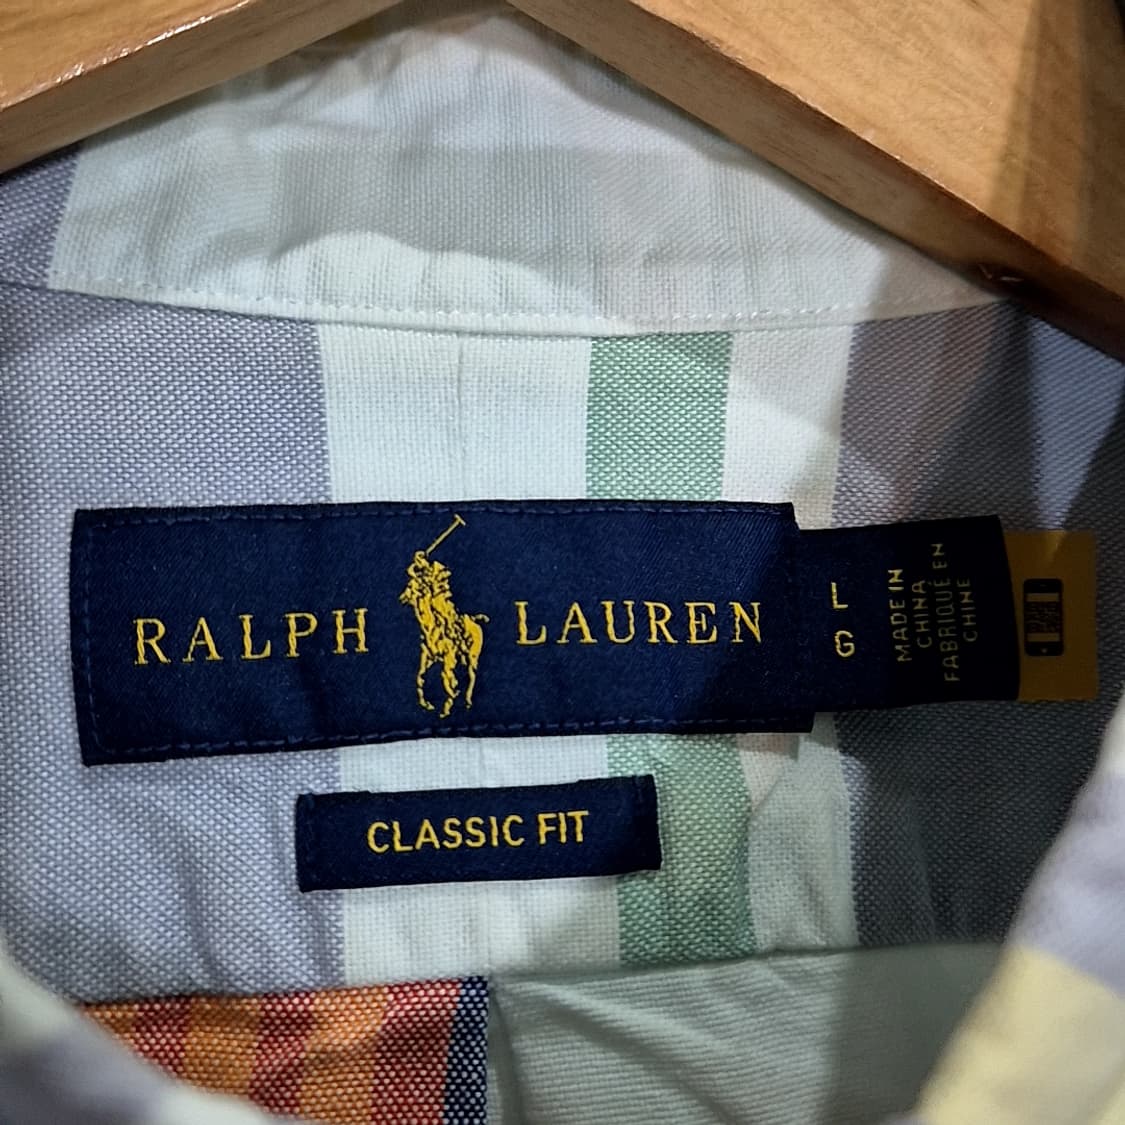 RALPH LAUREN
L
G
MADE IN
CHINA
FABRIQUÉ EN
CHINE
CLASSIC FIT